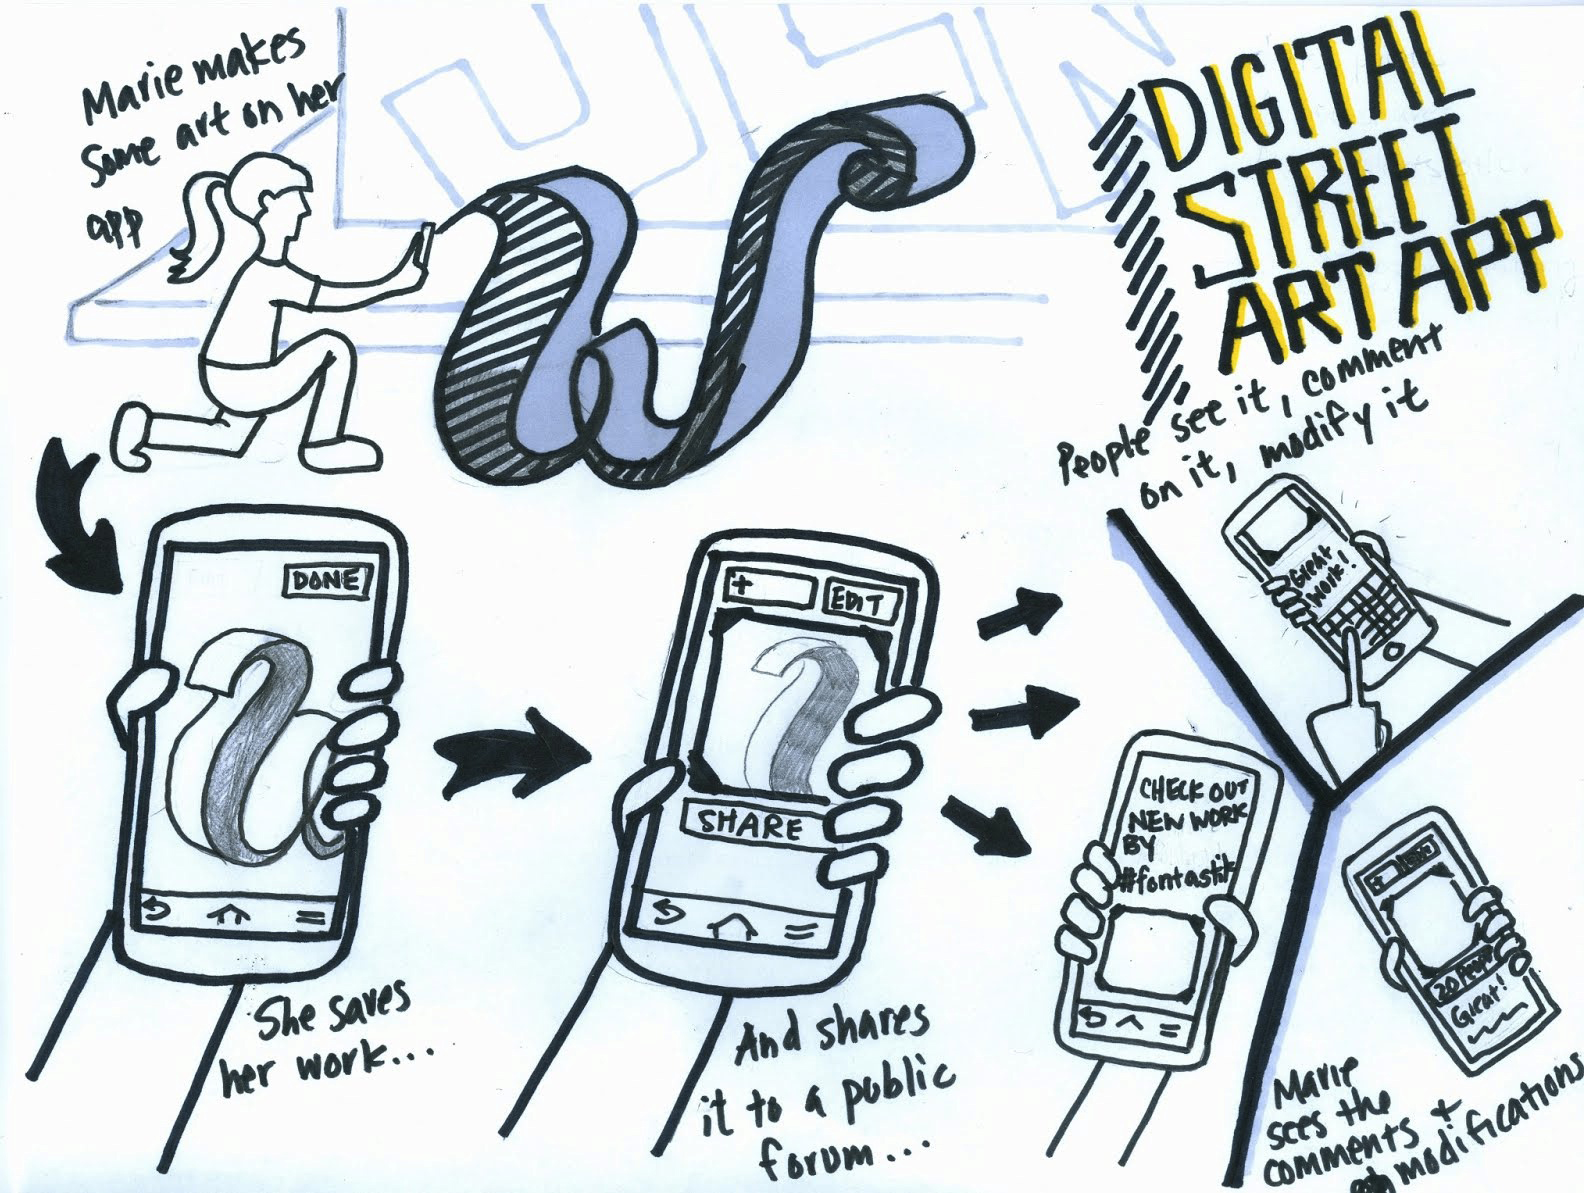 Marie makes
some art on her
app
DIGITAL
STREET
ART APP
DONE
She saves
her work...
+
EDIT
SHARE
And shares
it to a public
forum...
People see it, comment
on it, modify it
Great
Work!
CHECK OUT
NEW WORK
BY
#fontastik
+ EDIT
20 People
Great!
Marie
sees the
comments +
modifications